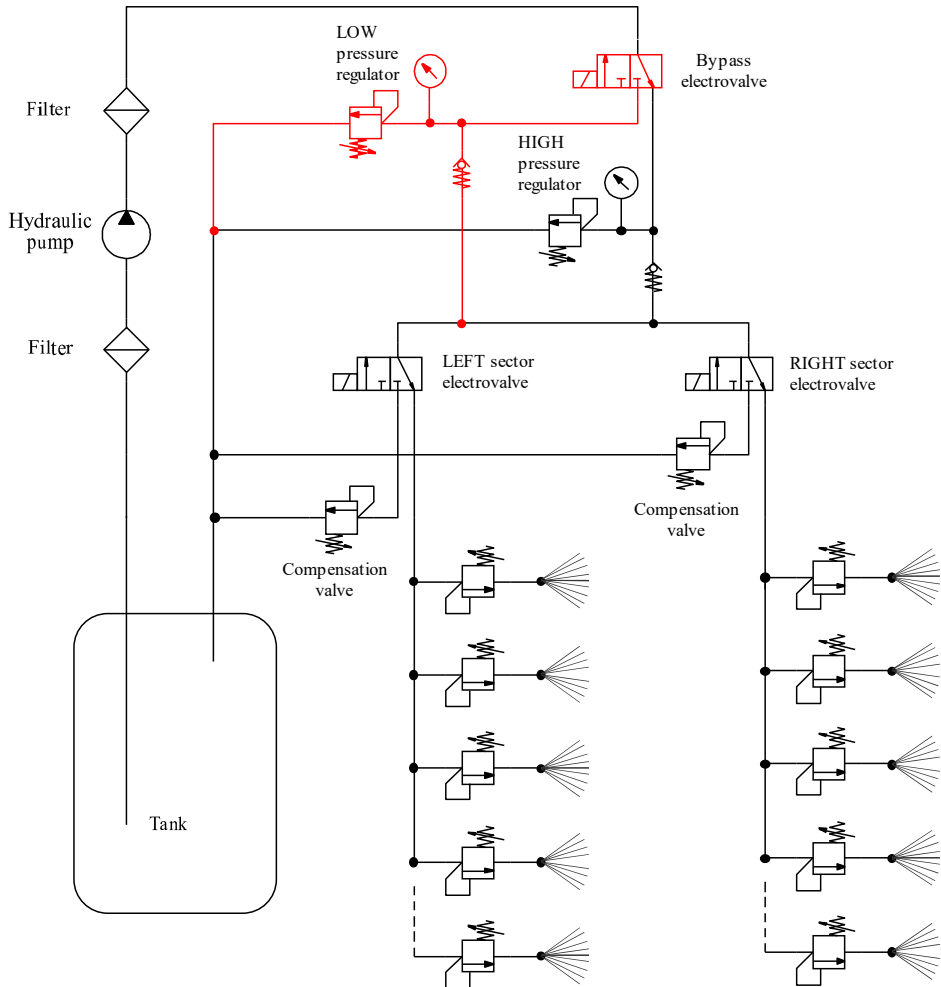 LOW
pressure
regulator
Bypass
electrovalve
Filter
HIGH
pressure
regulator
Hydraulic
pump
Filter
LEFT sector
electrovalve
RIGHT sector
electrovalve
Compensation
valve
Compensation
valve
Tank